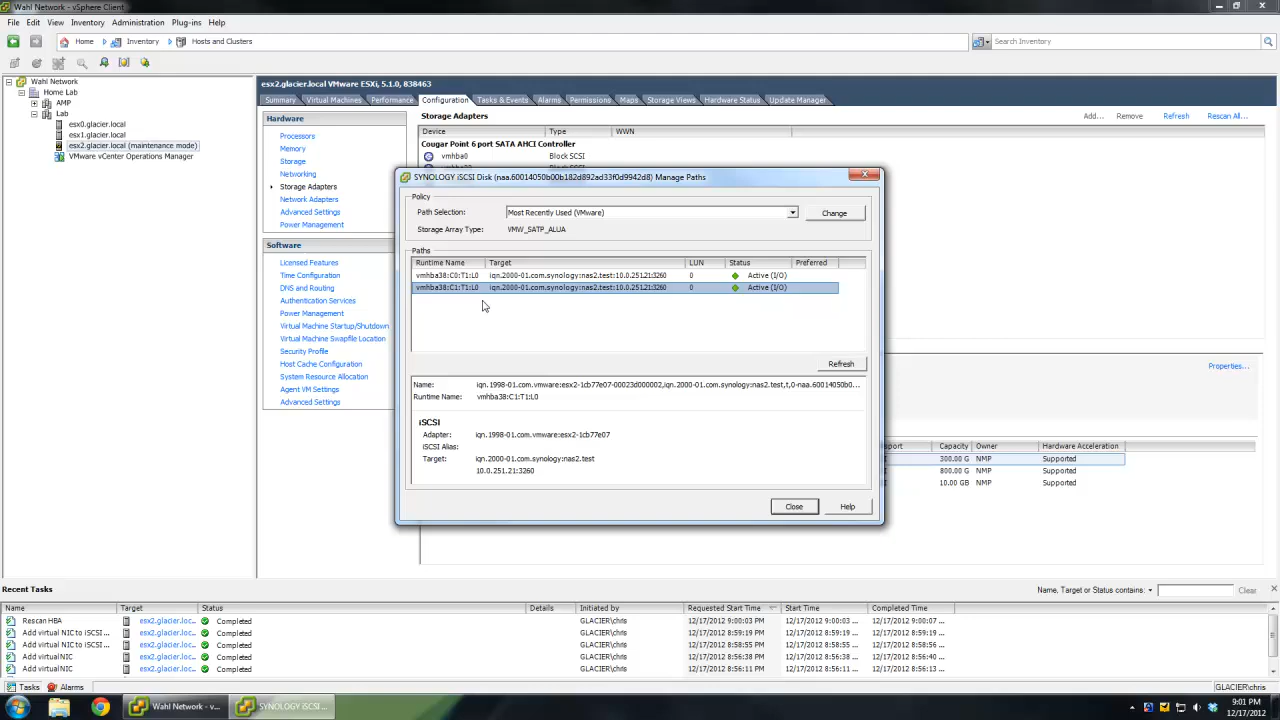 Wahl Network - vSphere Client
File Edit View Inventory Administration Plug-ins Help
Home Inventory Hosts and Clusters Search Inventory
Wahl Network
Home Lab
AMP
Lab
esx0.glacier.local
esx1.glacier.local
esx2.glacier.local (maintenance mode)
VMware vCenter Operations Manager
esx2.glacier.local VMware ESXi, 5.1.0, 838463
Summary Virtual Machines Performance Configuration Tasks & Events Alarms Permissions Maps Storage Views Hardware Status Update Manager
Hardware
Processors
Memory
Storage
Networking
Storage Adapters
Network Adapters
Advanced Settings
Power Management
Software
Licensed Features
Time Configuration
DNS and Routing
Authentication Services
Power Management
Virtual Machine Startup/Shutdown
Virtual Machine Swapfile Location
Security Profile
Host Cache Configuration
System Resource Allocation
Agent VM Settings
Advanced Settings
Storage Adapters Add... Remove Refresh Rescan All...
Device Type WWN
Cougar Point 6 port SATA AHCI Controller
vmhba0 Block SCSI
SYNOLOGY iSCSI Disk (naa.60014050b00b182d892ad33f0d9942d8) Manage Paths
Policy
Path Selection: Most Recently Used (VMware) Change
Storage Array Type: VMW_SATP_ALUA
Paths
Runtime Name Target LUN Status Preferred
vmhba38:C0:T1:L0 iqn.2000-01.com.synology:nas2.test:10.0.251.21:3260 0 Active (I/O)
vmhba38:C1:T1:L0 iqn.2000-01.com.synology:nas2.test:10.0.251.21:3260 0 Active (I/O)
Refresh
Name: iqn.1998-01.com.vmware:esx2-1cb77e07-00023d000002,iqn.2000-01.com.synology:nas2.test,t,0-naa.60014050b0...
Runtime Name: vmhba38:C1:T1:L0
iSCSI
Adapter: iqn.1998-01.com.vmware:esx2-1cb77e07
iSCSI Alias:
Target: iqn.2000-01.com.synology:nas2.test
10.0.251.21:3260
Close Help
Properties...
port Capacity Owner Hardware Acceleration
300.00 G NMP Supported
800.00 G NMP Supported
10.00 GB NMP Supported
Recent Tasks Name, Target or Status contains: Clear
Name Target Status Details Initiated by Requested Start Time Start Time Completed Time
Rescan HBA esx2.glacier.loc... Completed GLACIER\chris 12/17/2012 9:00:03 PM 12/17/2012 9:00:03 ... 12/17/2012 9:00:07 ...
Add virtual NIC to iSCSI ... esx2.glacier.loc... Completed GLACIER\chris 12/17/2012 8:59:19 PM 12/17/2012 8:59:19 ... 12/17/2012 8:59:19 ...
Add virtual NIC to iSCSI ... esx2.glacier.loc... Completed GLACIER\chris 12/17/2012 8:58:55 PM 12/17/2012 8:58:55 ... 12/17/2012 8:58:56 ...
Add virtual NIC esx2.glacier.loc... Completed GLACIER\chris 12/17/2012 8:56:38 PM 12/17/2012 8:56:38 ... 12/17/2012 8:56:40 ...
Add virtual NIC esx2.glacier.loc... Completed GLACIER\chris 12/17/2012 8:56:11 PM 12/17/2012 8:56:11 ... 12/17/2012 8:56:13 ...
Tasks Alarms GLACIER\chris
Wahl Network - v... SYNOLOGY iSCSI ... 9:01 PM
12/17/2012